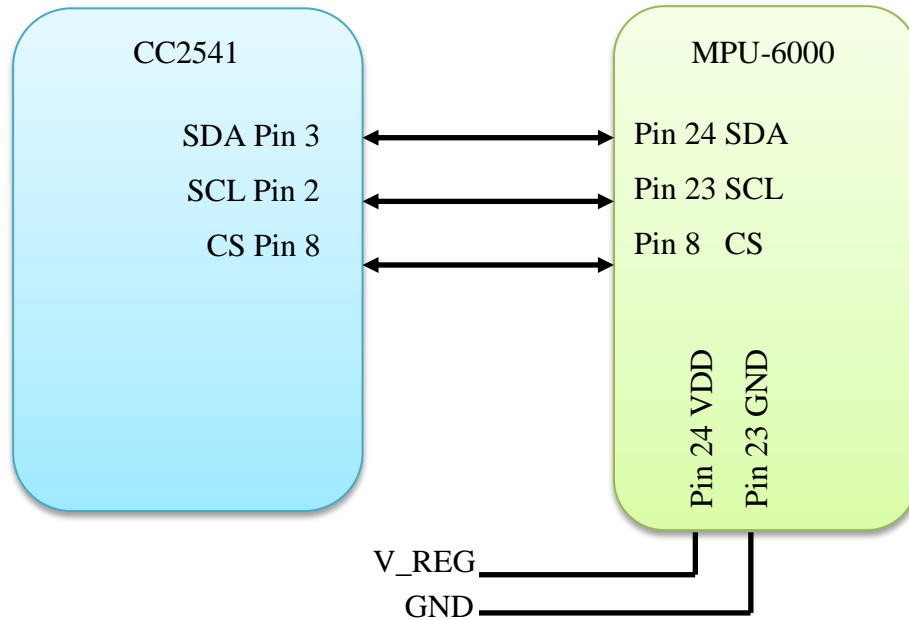 CC2541
SDA Pin 3
SCL Pin 2
CS Pin 8
MPU-6000
Pin 24 SDA
Pin 23 SCL
Pin 8 CS
Pin 24 VDD
Pin 23 GND
V_REG
GND